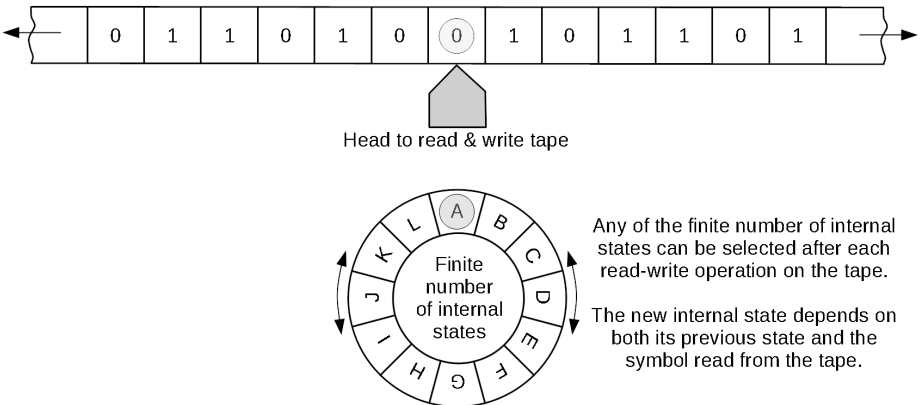 0 1 1 0 1 0 0 1 0 1 1 0 1
Head to read & write tape
A B C D E F G H I J K L
Finite
number
of internal
states
Any of the finite number of internal
states can be selected after each
read-write operation on the tape.
The new internal state depends on
both its previous state and the
symbol read from the tape.